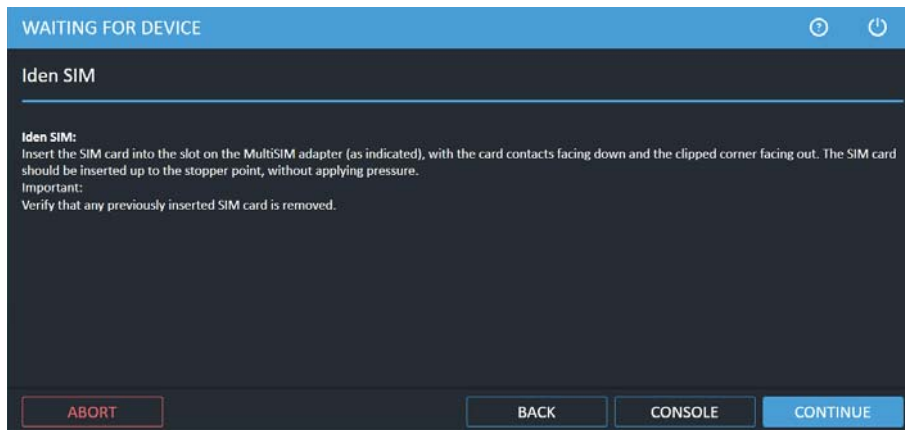 WAITING FOR DEVICE
Iden SIM
Iden SIM:
Insert the SIM card into the slot on the MultiSIM adapter (as indicated), with the card contacts facing down and the clipped corner facing out. The SIM card
should be inserted up to the stopper point, without applying pressure.
Important:
Verify that any previously inserted SIM card is removed.
ABORT
BACK
CONSOLE
CONTINUE